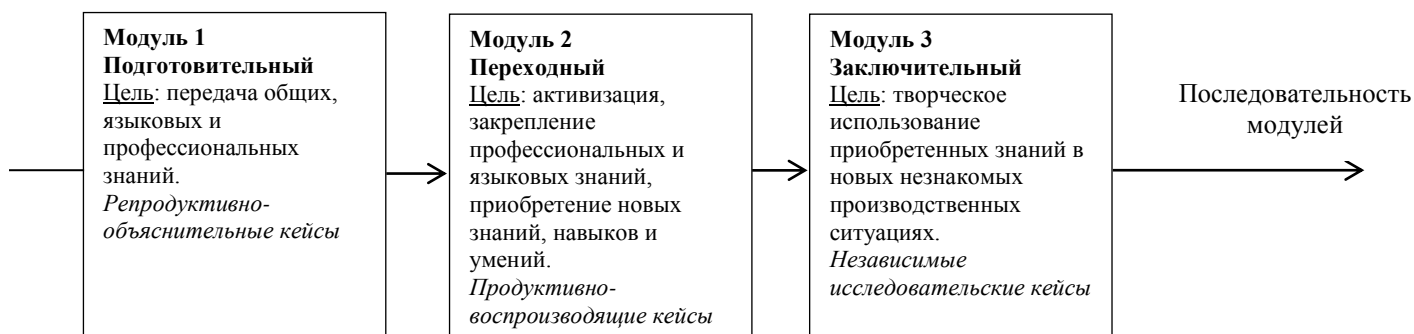 Модуль 1
Подготовительный
Цель: передача общих,
языковых и
профессиональных
знаний.
Репродуктивно-
объяснительные кейсы
Модуль 2
Переходный
Цель: активизация,
закрепление
профессиональных и
языковых знаний,
приобретение новых
знаний, навыков и
умений.
Продуктивно-
воспроизводящие кейсы
Модуль 3
Заключительный
Цель: творческое
использование
приобретенных знаний в
новых незнакомых
производственных
ситуациях.
Независимые
исследовательские кейсы
Последовательность
модулей